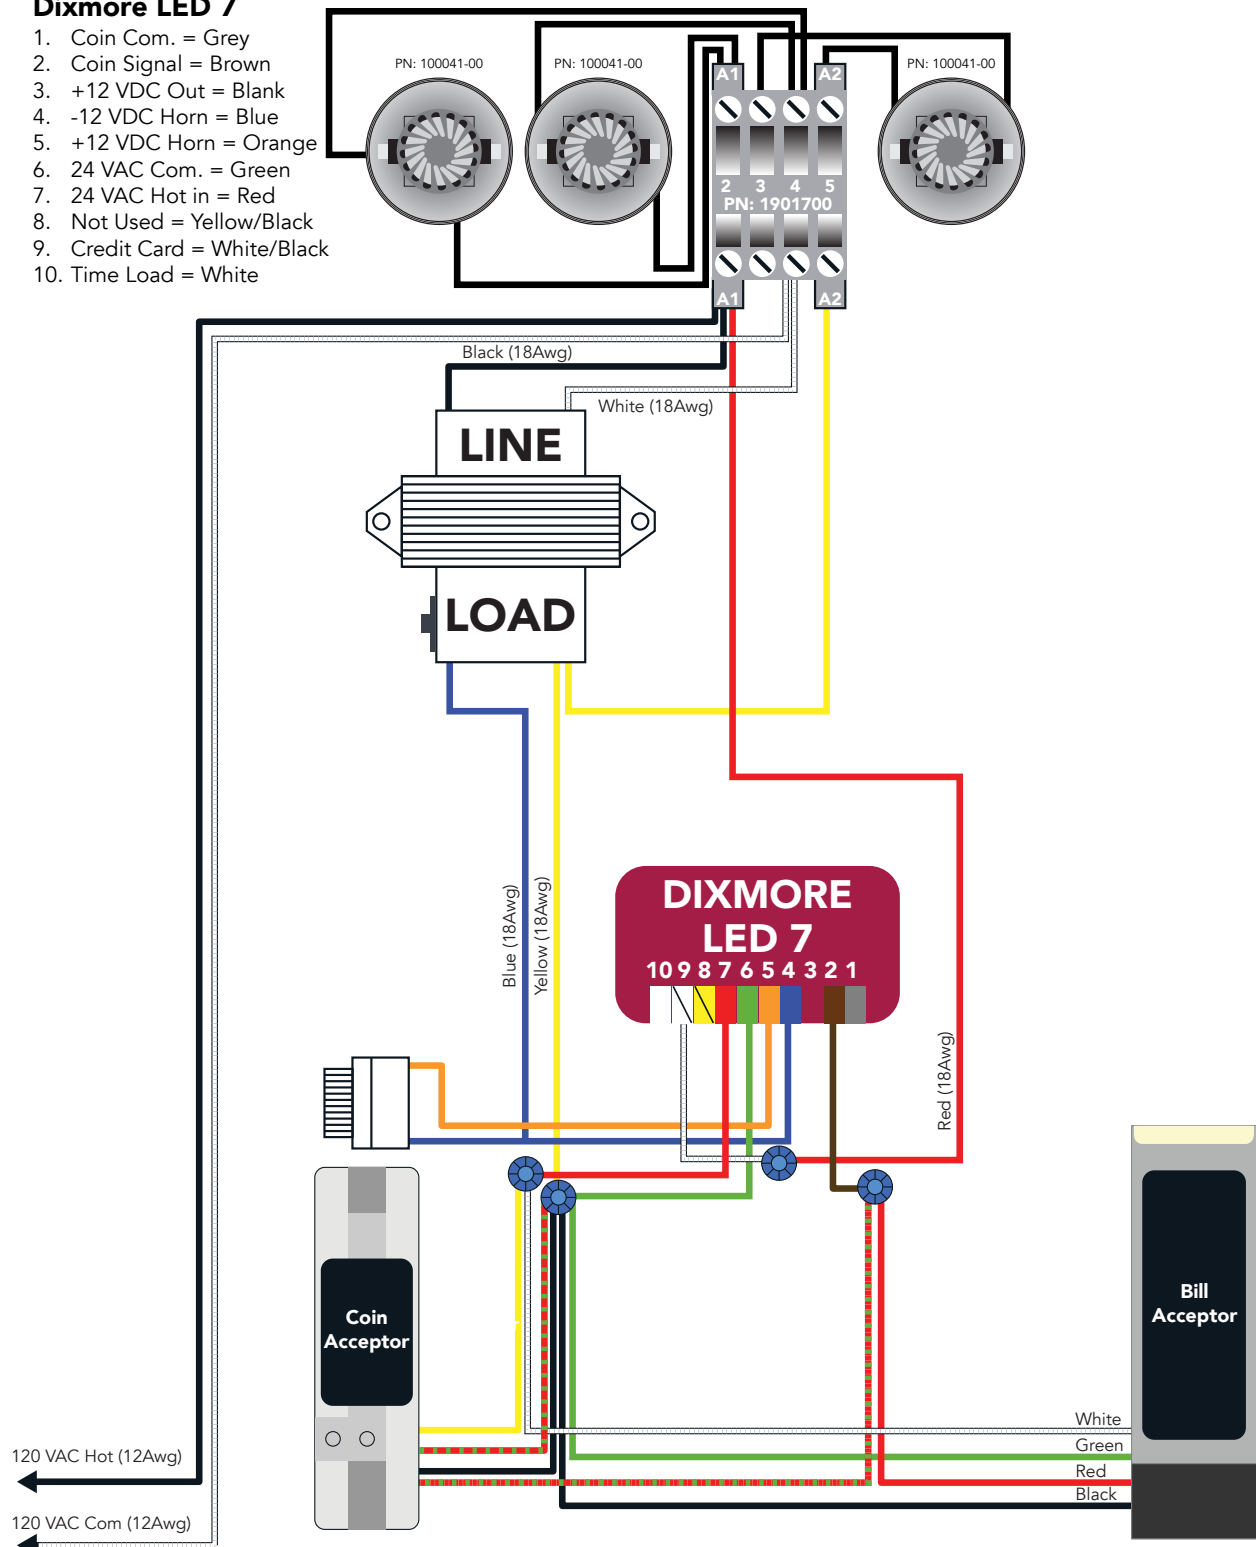 Dixmore LED 7
1. Coin Com. = Grey
2. Coin Signal = Brown
3. +12 VDC Out = Blank
4. -12 VDC Horn = Blue
5. +12 VDC Horn = Orange
6. 24 VAC Com. = Green
7. 24 VAC Hot in = Red
8. Not Used = Yellow/Black
9. Credit Card = White/Black
10. Time Load = White
PN: 100041-00
PN: 100041-00
PN: 100041-00
A1
A2
2 3 4 5
PN: 1901700
A1
A2
Black (18Awg)
White (18Awg)
LINE
LOAD
Blue (18Awg)
Yellow (18Awg)
DIXMORE
LED 7
10 9 8 7 6 5 4 3 2 1
Red (18Awg)
Coin
Acceptor
Bill
Acceptor
White
Green
Red
Black
120 VAC Hot (12Awg)
120 VAC Com (12Awg)